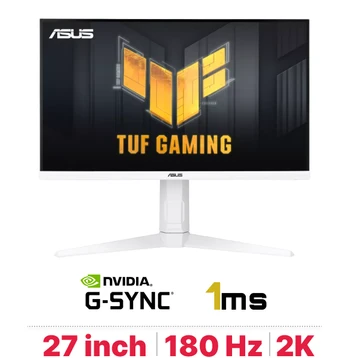 ASUS
TUF GAMING
ASUS
NVIDIA.
G-SYNC® 1ms
27 inch | 180 Hz | 2K